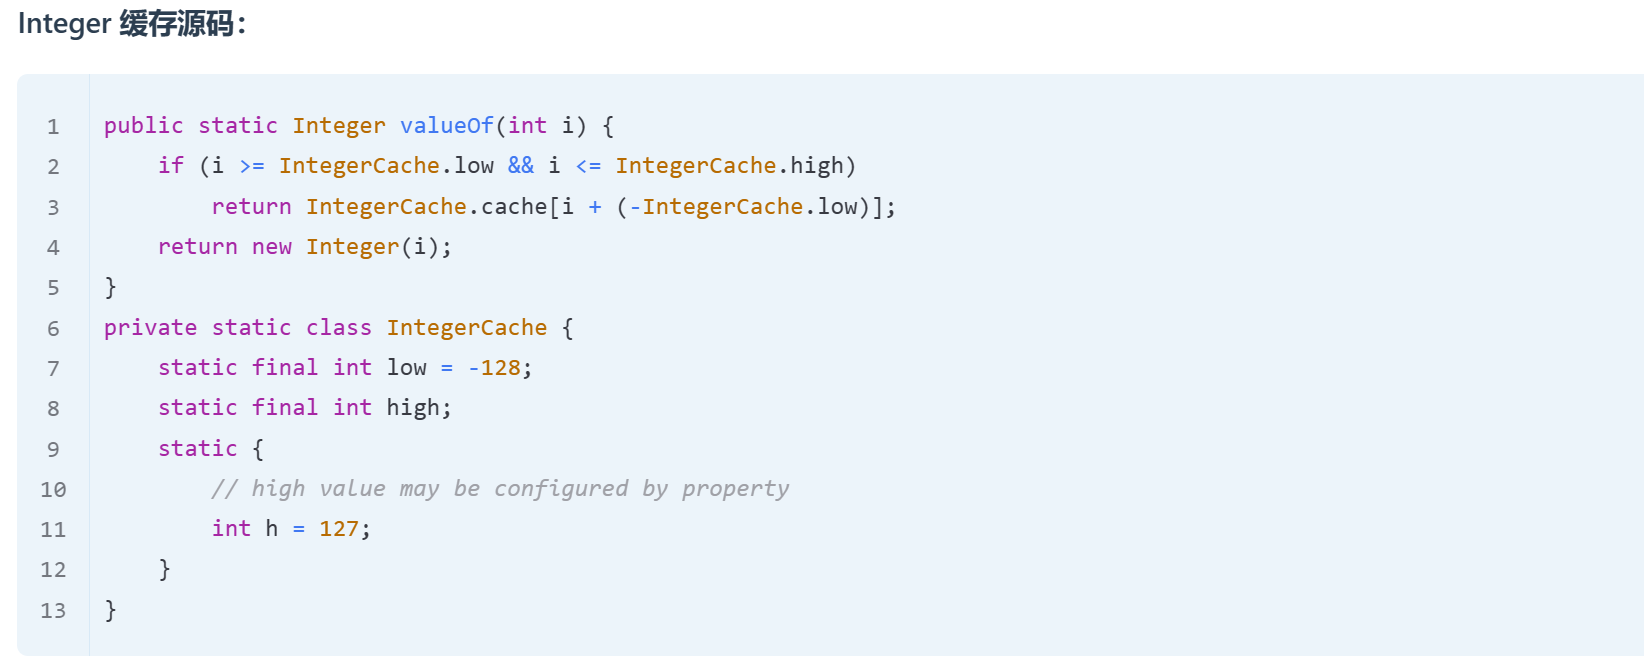 Integer 缓存源码：
1 public static Integer valueOf(int i) {
2     if (i >= IntegerCache.low && i <= IntegerCache.high)
3         return IntegerCache.cache[i + (-IntegerCache.low)];
4     return new Integer(i);
5 }
6 private static class IntegerCache {
7     static final int low = -128;
8     static final int high;
9     static {
10         // high value may be configured by property
11         int h = 127;
12     }
13 }